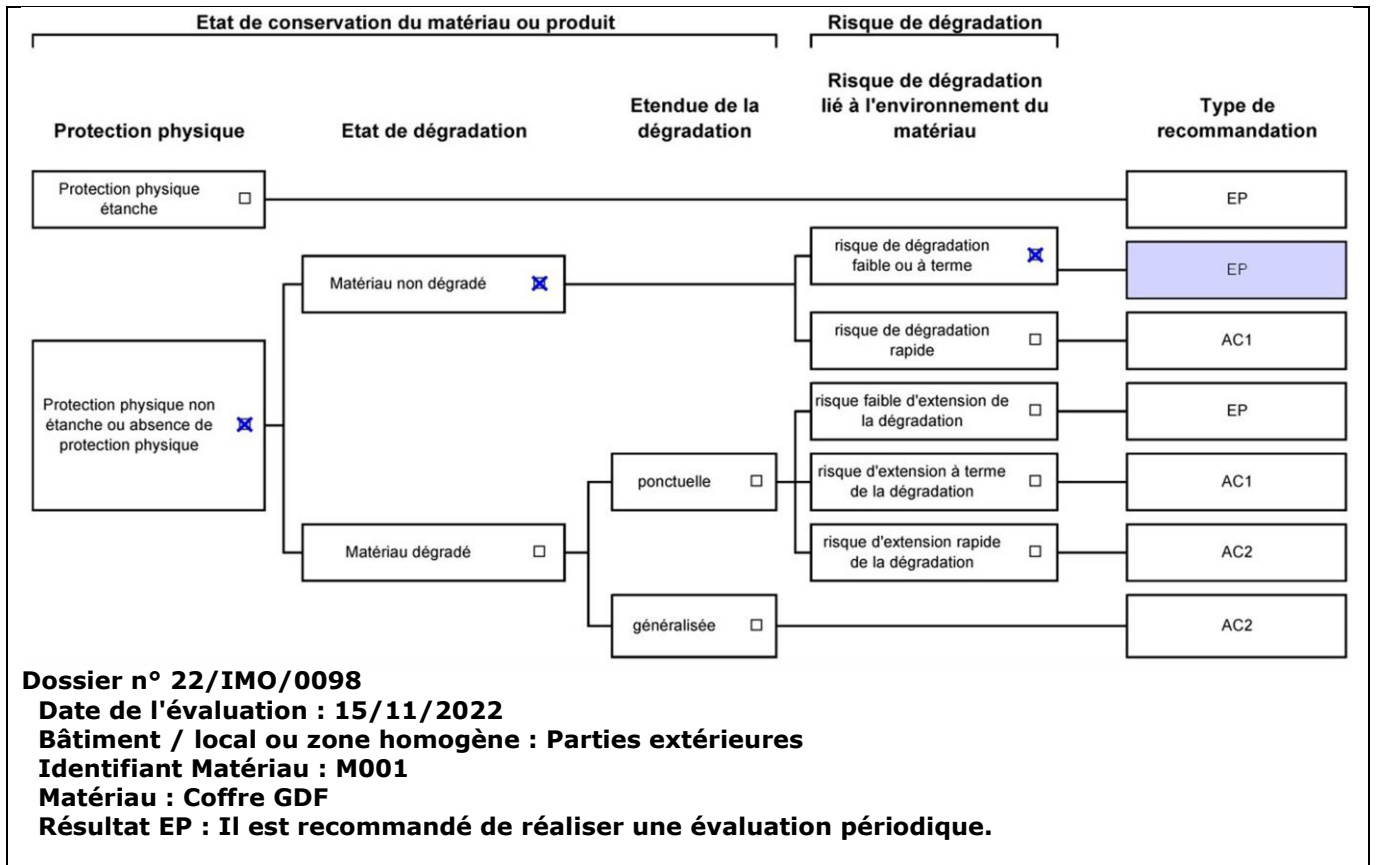 Etat de conservation du matériau ou produit
Risque de dégradation
Protection physique
Etat de dégradation
Etendue de la
dégradation
Risque de dégradation
lié à l'environnement du
matériau
Type de
recommandation
Protection physique
étanche
EP
risque de dégradation
faible ou à terme
EP
Matériau non dégradé
risque de dégradation
rapide
AC1
Protection physique non
étanche ou absence de
protection physique
risque faible d'extension de
la dégradation
EP
ponctuelle
risque d'extension à terme
de la dégradation
AC1
Matériau dégradé
risque d'extension rapide
de la dégradation
AC2
généralisée
AC2
Dossier n° 22/IMO/0098
Date de l'évaluation : 15/11/2022
Bâtiment / local ou zone homogène : Parties extérieures
Identifiant Matériau : M001
Matériau : Coffre GDF
Résultat EP : Il est recommandé de réaliser une évaluation périodique.